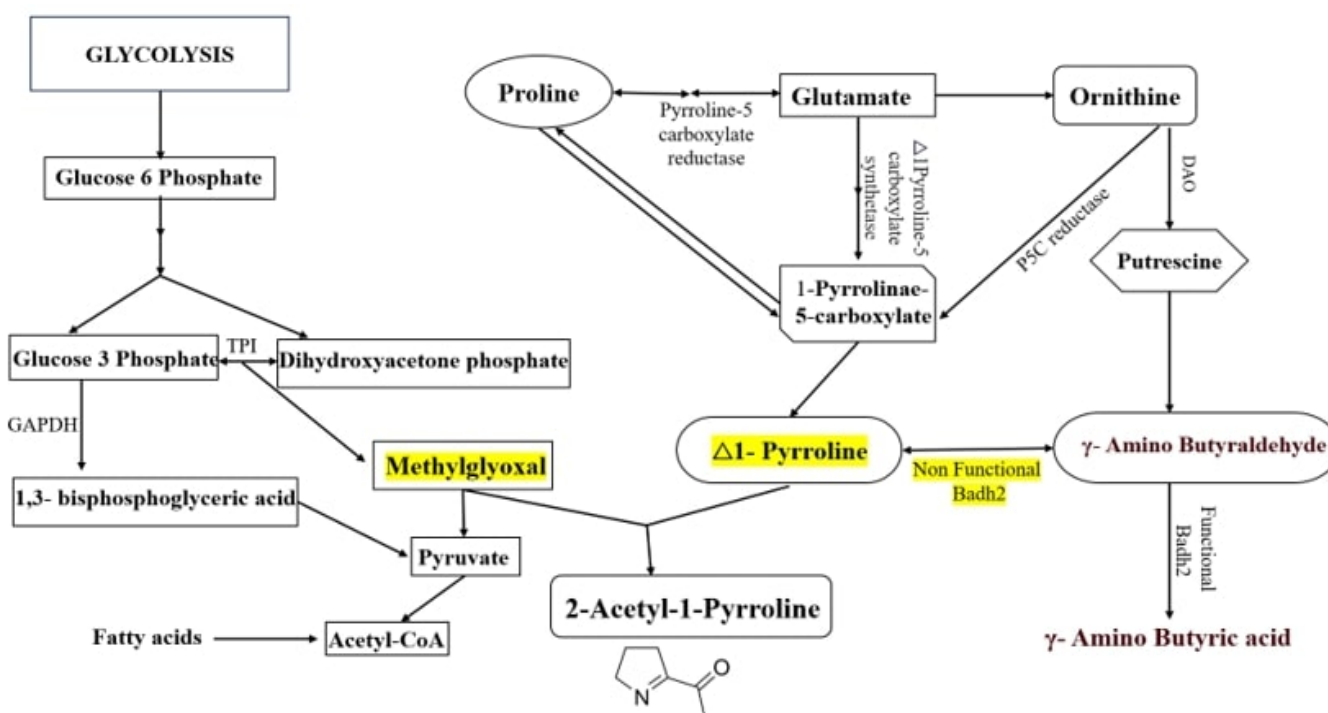 GLYCOLYSIS
Glucose 6 Phosphate
Glucose 3 Phosphate
TPI
Dihydroxyacetone phosphate
GAPDH
Methylglyoxal
1,3- bisphosphoglyceric acid
Pyruvate
Fatty acids
Acetyl-CoA
Proline
Pyrroline-5
carboxylate
reductase
Glutamate
Ornithine
△1Pyrroline-5
carboxylate
synthetase
P5C reductase
DAO
Putrescine
1-Pyrrolinae-
5-carboxylate
△1- Pyrroline
Non Functional
Badh2
γ- Amino Butyraldehyde
Functional
Badh2
γ- Amino Butyric acid
2-Acetyl-1-Pyrroline
N
O